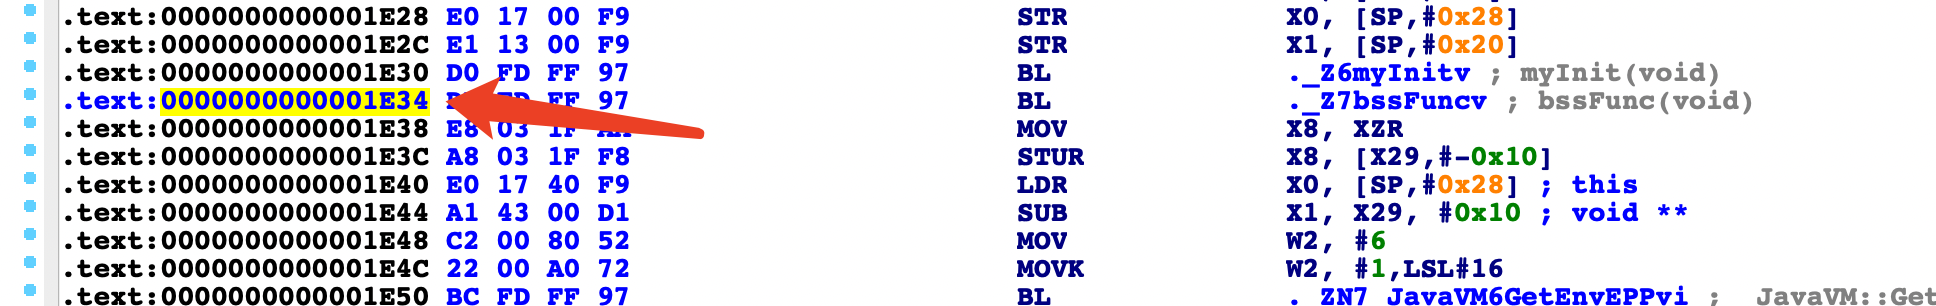 .text:0000000000001E28 E0 17 00 F9 STR X0, [SP,#0x28]
.text:0000000000001E2C E1 13 00 F9 STR X1, [SP,#0x20]
.text:0000000000001E30 D0 FD FF 97 BL ._Z6myInitv ; myInit(void)
.text:0000000000001E34 FF 97 BL ._Z7bssFuncv ; bssFunc(void)
.text:0000000000001E38 E8 03 1F MOV X8, XZR
.text:0000000000001E3C A8 03 1F F8 STUR X8, [X29,#-0x10]
.text:0000000000001E40 E0 17 40 F9 LDR X0, [SP,#0x28] ; this
.text:0000000000001E44 A1 43 00 D1 SUB X1, X29, #0x10 ; void **
.text:0000000000001E48 C2 00 80 52 MOV W2, #6
.text:0000000000001E4C 22 00 A0 72 MOVK W2, #1,LSL#16
.text:0000000000001E50 BC FD FF 97 BL ._ZN7_JavaVM6GetEnvEPPvi ; _JavaVM::Get